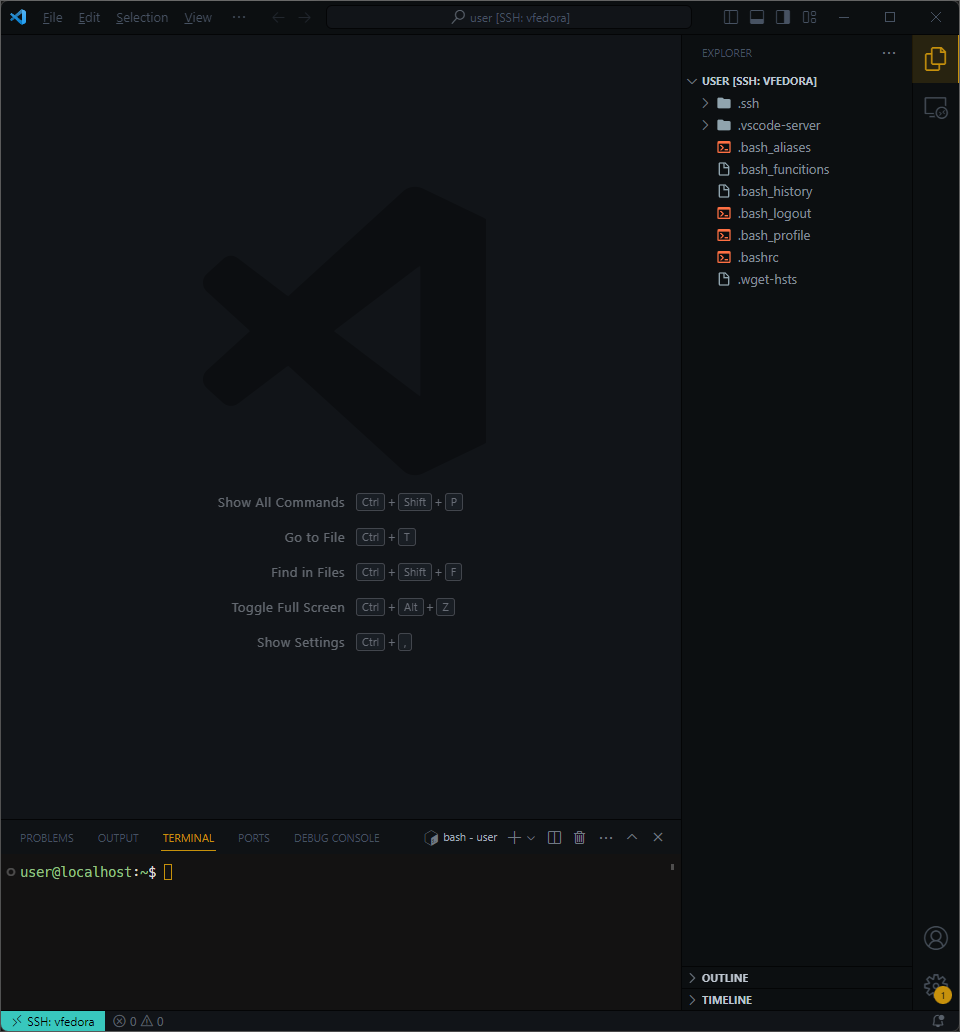 File Edit Selection View ··· user [SSH: vfedora]
EXPLORER ···
USER [SSH: VFEDORA]
.ssh
.vscode-server
.bash_aliases
.bash_funcitions
.bash_history
.bash_logout
.bash_profile
.bashrc
.wget-hsts
Show All Commands Ctrl + Shift + P
Go to File Ctrl + T
Find in Files Ctrl + Shift + F
Toggle Full Screen Ctrl + Alt + Z
Show Settings Ctrl + ,
PROBLEMS OUTPUT TERMINAL PORTS DEBUG CONSOLE bash - user ···
user@localhost:~$
OUTLINE
TIMELINE
1
SSH: vfedora 0 0